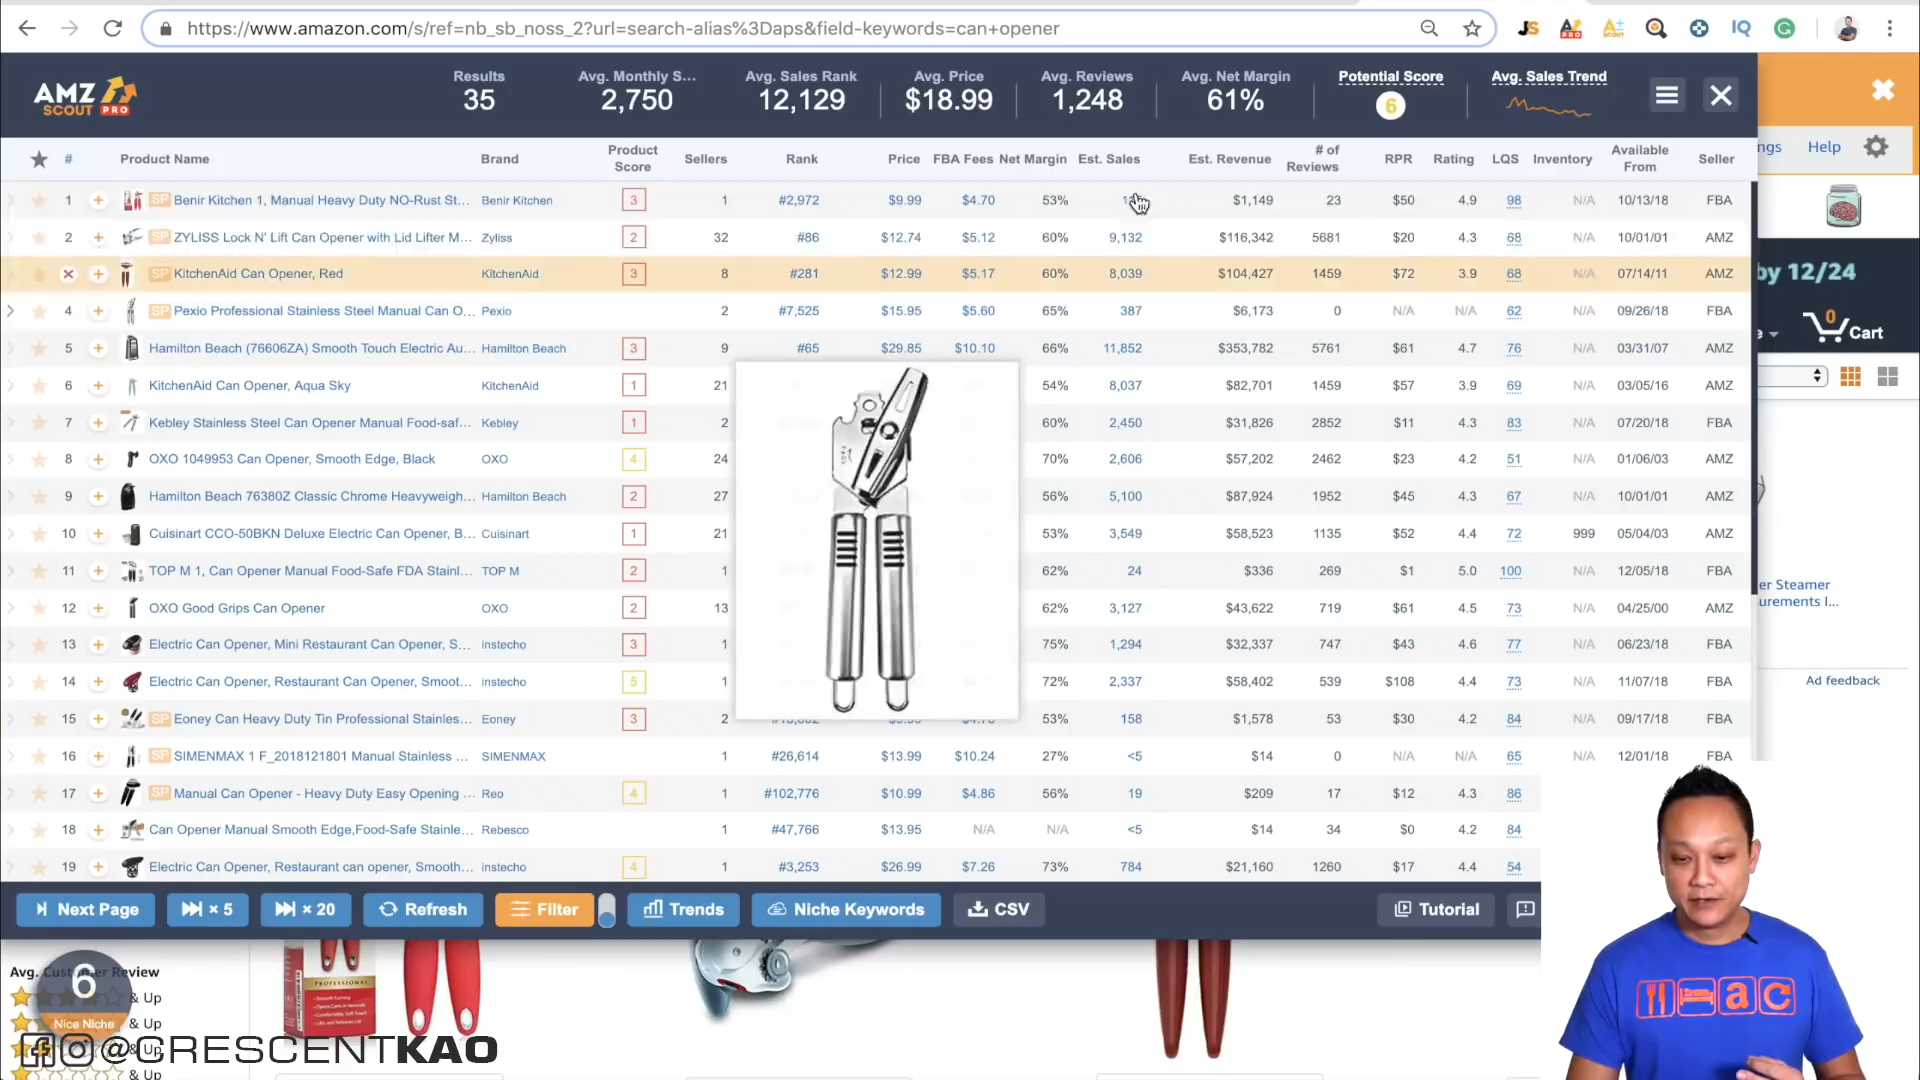 https://www.amazon.com/s/ref=nb_sb_noss_2?url=search-alias%3Daps&field-keywords=can+opener
AMZ SCOUT PRO
Results 35
Avg. Monthly S... 2,750
Avg. Sales Rank 12,129
Avg. Price $18.99
Avg. Reviews 1,248
Avg. Net Margin 61%
Potential Score 6
Avg. Sales Trend
# Product Name Brand Product Score Sellers Rank Price FBA Fees Net Margin Est. Sales Est. Revenue # of Reviews RPR Rating LQS Inventory Available From Seller
1 SP Benir Kitchen 1, Manual Heavy Duty NO-Rust St... Benir Kitchen 3 1 #2,972 $9.99 $4.70 53% $1,149 23 $50 4.9 98 N/A 10/13/18 FBA
2 SP ZYLISS Lock N' Lift Can Opener with Lid Lifter M... Zyliss 2 32 #86 $12.74 $5.12 60% 9,132 $116,342 5681 $20 4.3 68 N/A 10/01/01 AMZ
SP KitchenAid Can Opener, Red KitchenAid 3 8 #281 $12.99 $5.17 60% 8,039 $104,427 1459 $72 3.9 68 N/A 07/14/11 AMZ
4 SP Pexio Professional Stainless Steel Manual Can O... Pexio 2 #7,525 $15.95 $5.60 65% 387 $6,173 0 N/A N/A 62 N/A 09/26/18 FBA
5 Hamilton Beach (76606ZA) Smooth Touch Electric Au... Hamilton Beach 3 9 #65 $29.85 $10.10 66% 11,852 $353,782 5761 $61 4.7 76 N/A 03/31/07 AMZ
6 KitchenAid Can Opener, Aqua Sky KitchenAid 1 21 54% 8,037 $82,701 1459 $57 3.9 69 N/A 03/05/16 AMZ
7 Kebley Stainless Steel Can Opener Manual Food-saf... Kebley 1 2 60% 2,450 $31,826 2852 $11 4.3 83 N/A 07/20/18 FBA
8 OXO 1049953 Can Opener, Smooth Edge, Black OXO 4 24 70% 2,606 $57,202 2462 $23 4.2 51 N/A 01/06/03 AMZ
9 Hamilton Beach 76380Z Classic Chrome Heavyweigh... Hamilton Beach 2 27 56% 5,100 $87,924 1952 $45 4.3 67 N/A 10/01/01 AMZ
10 Cuisinart CCO-50BKN Deluxe Electric Can Opener, B... Cuisinart 1 21 53% 3,549 $58,523 1135 $52 4.4 72 999 05/04/03 AMZ
11 TOP M 1, Can Opener Manual Food-Safe FDA Stainl... TOP M 2 1 62% 24 $336 269 $1 5.0 100 N/A 12/05/18 FBA
12 OXO Good Grips Can Opener OXO 2 13 62% 3,127 $43,622 719 $61 4.5 73 N/A 04/25/00 AMZ
13 Electric Can Opener, Mini Restaurant Can Opener, S... instecho 3 1 75% 1,294 $32,337 747 $43 4.6 77 N/A 06/23/18 FBA
14 Electric Can Opener, Restaurant Can Opener, Smoot... instecho 5 1 72% 2,337 $58,402 539 $108 4.4 73 N/A 11/07/18 FBA
15 SP Eoney Can Heavy Duty Tin Professional Stainles... Eoney 3 2 53% 158 $1,578 53 $30 4.2 84 N/A 09/17/18 FBA
16 SP SIMENMAX 1 F_2018121801 Manual Stainless ... SIMENMAX 1 #26,614 $13.99 $10.24 27% <5 $14 0 N/A N/A 65 N/A 12/01/18 FBA
17 SP Manual Can Opener - Heavy Duty Easy Opening ... Reo 4 1 #102,776 $10.99 $4.86 56% 19 $209 17 $12 4.3 86
18 Can Opener Manual Smooth Edge,Food-Safe Stainle... Rebesco 1 #47,766 $13.95 N/A N/A <5 $14 34 $0 4.2 84
19 Electric Can Opener, Restaurant can opener, Smooth... instecho 4 1 #3,253 $26.99 $7.26 73% 784 $21,160 1260 $17 4.4 54
Next Page × 5 × 20 Refresh Filter Trends Niche Keywords CSV Tutorial
ngs Help
by 12/24
0 Cart
er Steamer
urements I...
Ad feedback
Avg. Customer Review
& Up
& Up
& Up
& Up
6
Nice Niche
PROFESSIONAL
@CRESCENTKAO
ac
JS
IQ